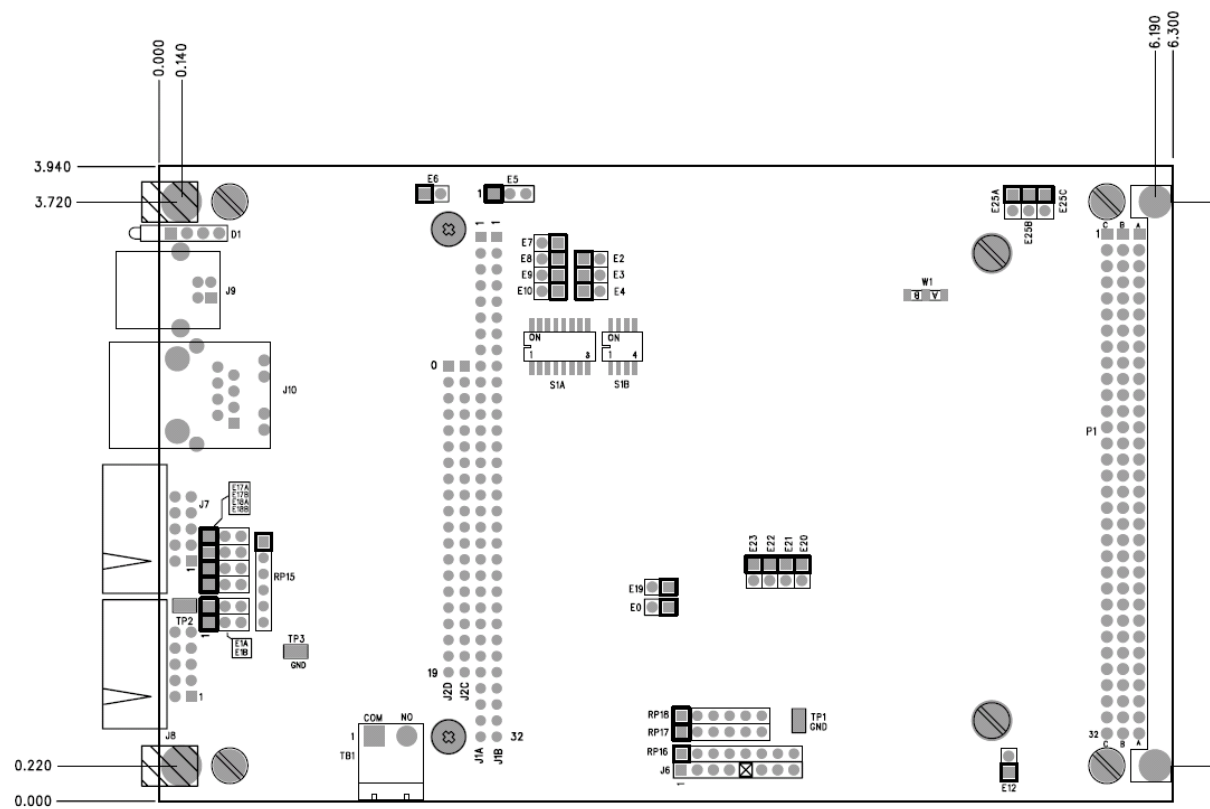 0.000
0.140
6.190
6.300
3.940
3.720
E6
1
E5
E25A
E25C
E25B
D1
1
1
C
B
A
1
E7
E8
E9
E10
E2
E3
E4
J9
W1
B
A
ON
1
8
ON
1
4
S1A
S1B
0
J10
P1
E17A
E17B
E18A
E18B
J7
1
RP15
E23
E22
E21
E20
E19
E0
TP2
1
E1A
E1B
TP3
GND
1
19
J2D
J2C
RP18
RP17
RP16
J6
1
TP1
GND
COM
NO
1
TB1
J8
J1A
J1B
32
32
C
B
A
E12
0.220
0.000